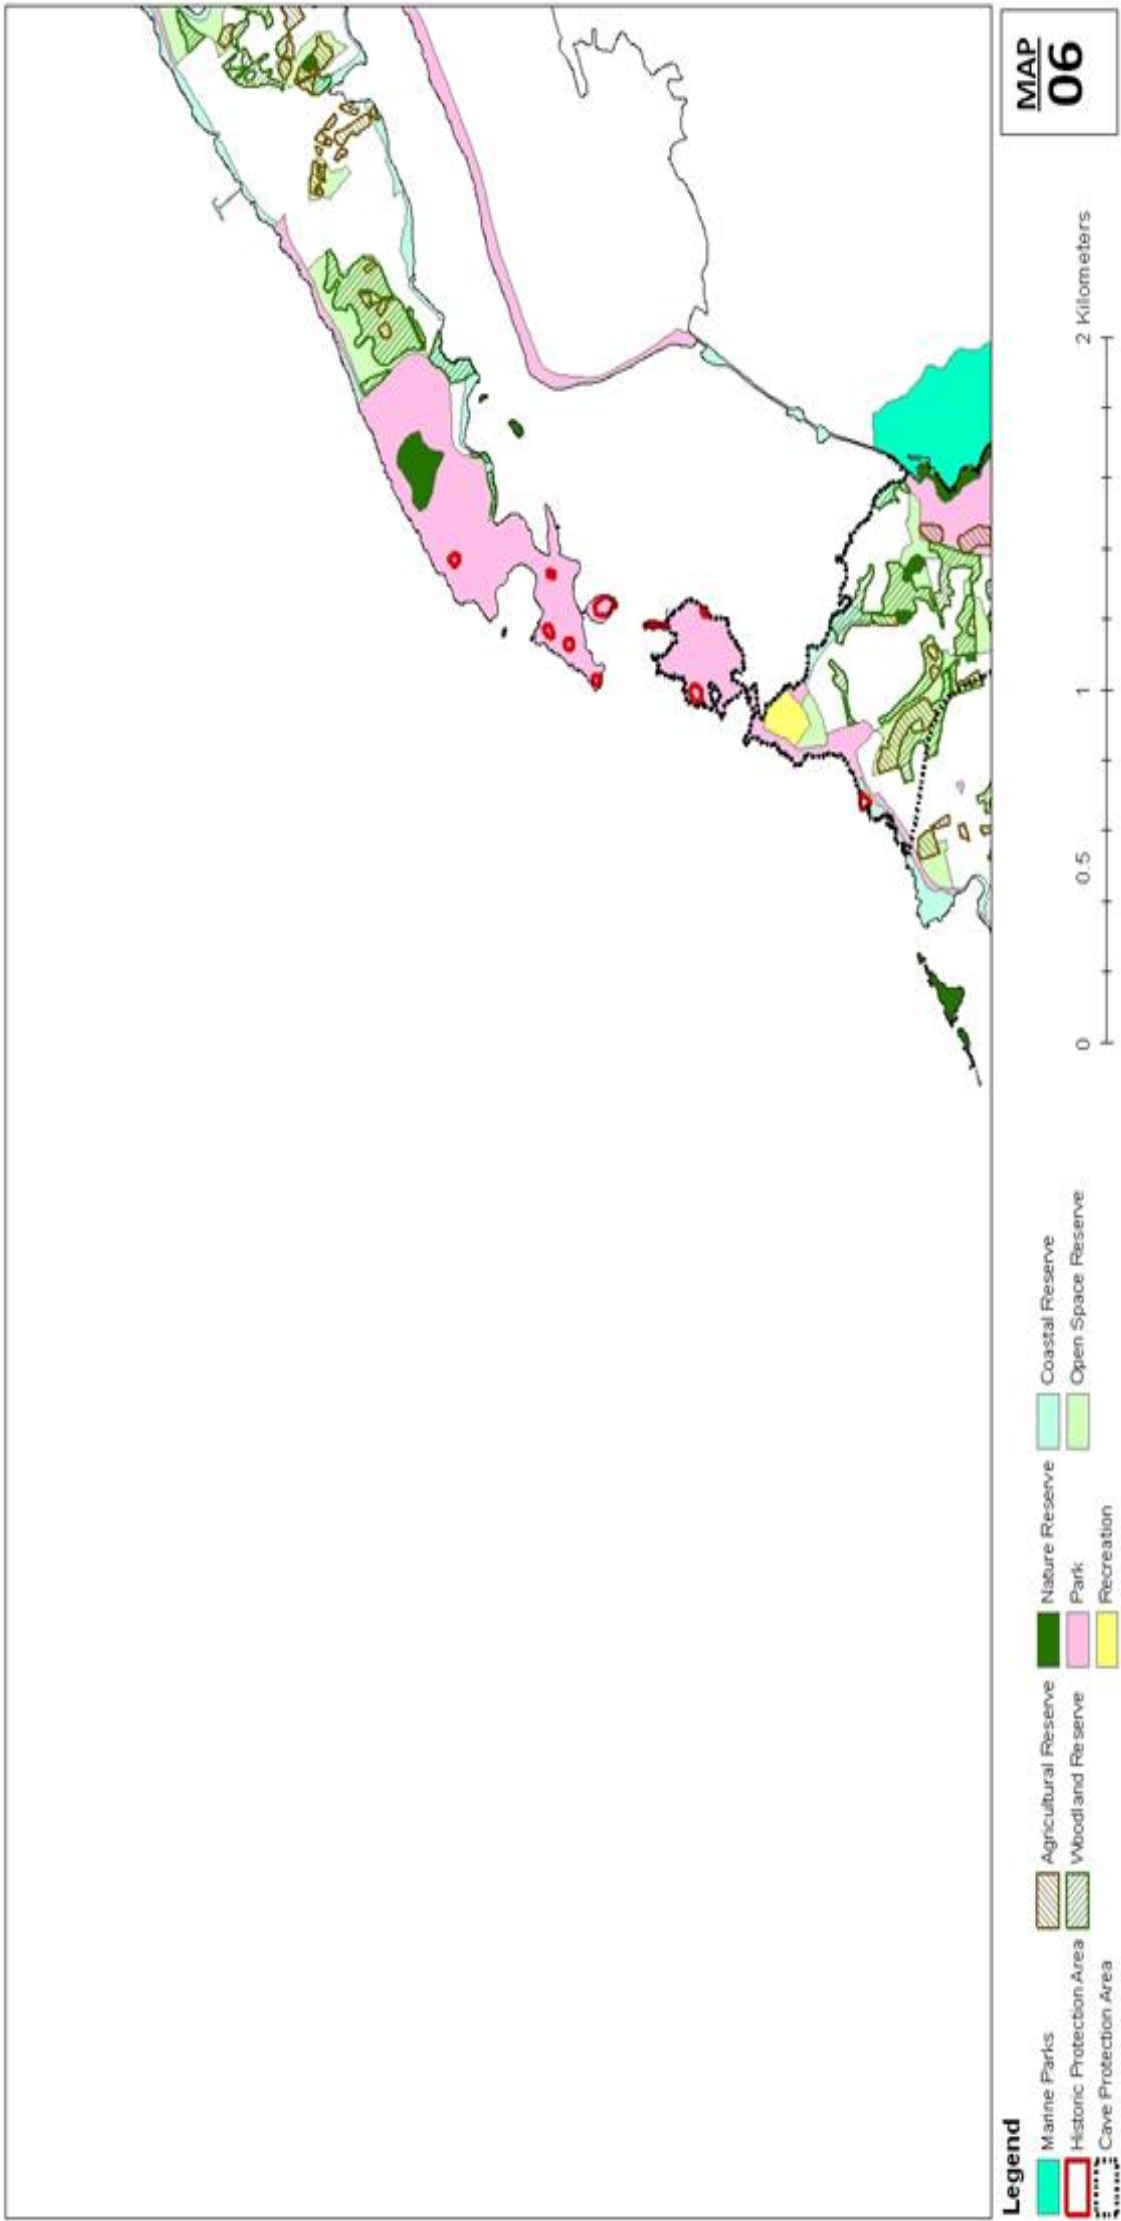 Legend
Marine Parks
Historic Protection Area
Cave Protection Area
Agricultural Reserve
Woodland Reserve
Nature Reserve
Park
Recreation
Coastal Reserve
Open Space Reserve
0 0.5 1 2 Kilometers
MAP
06